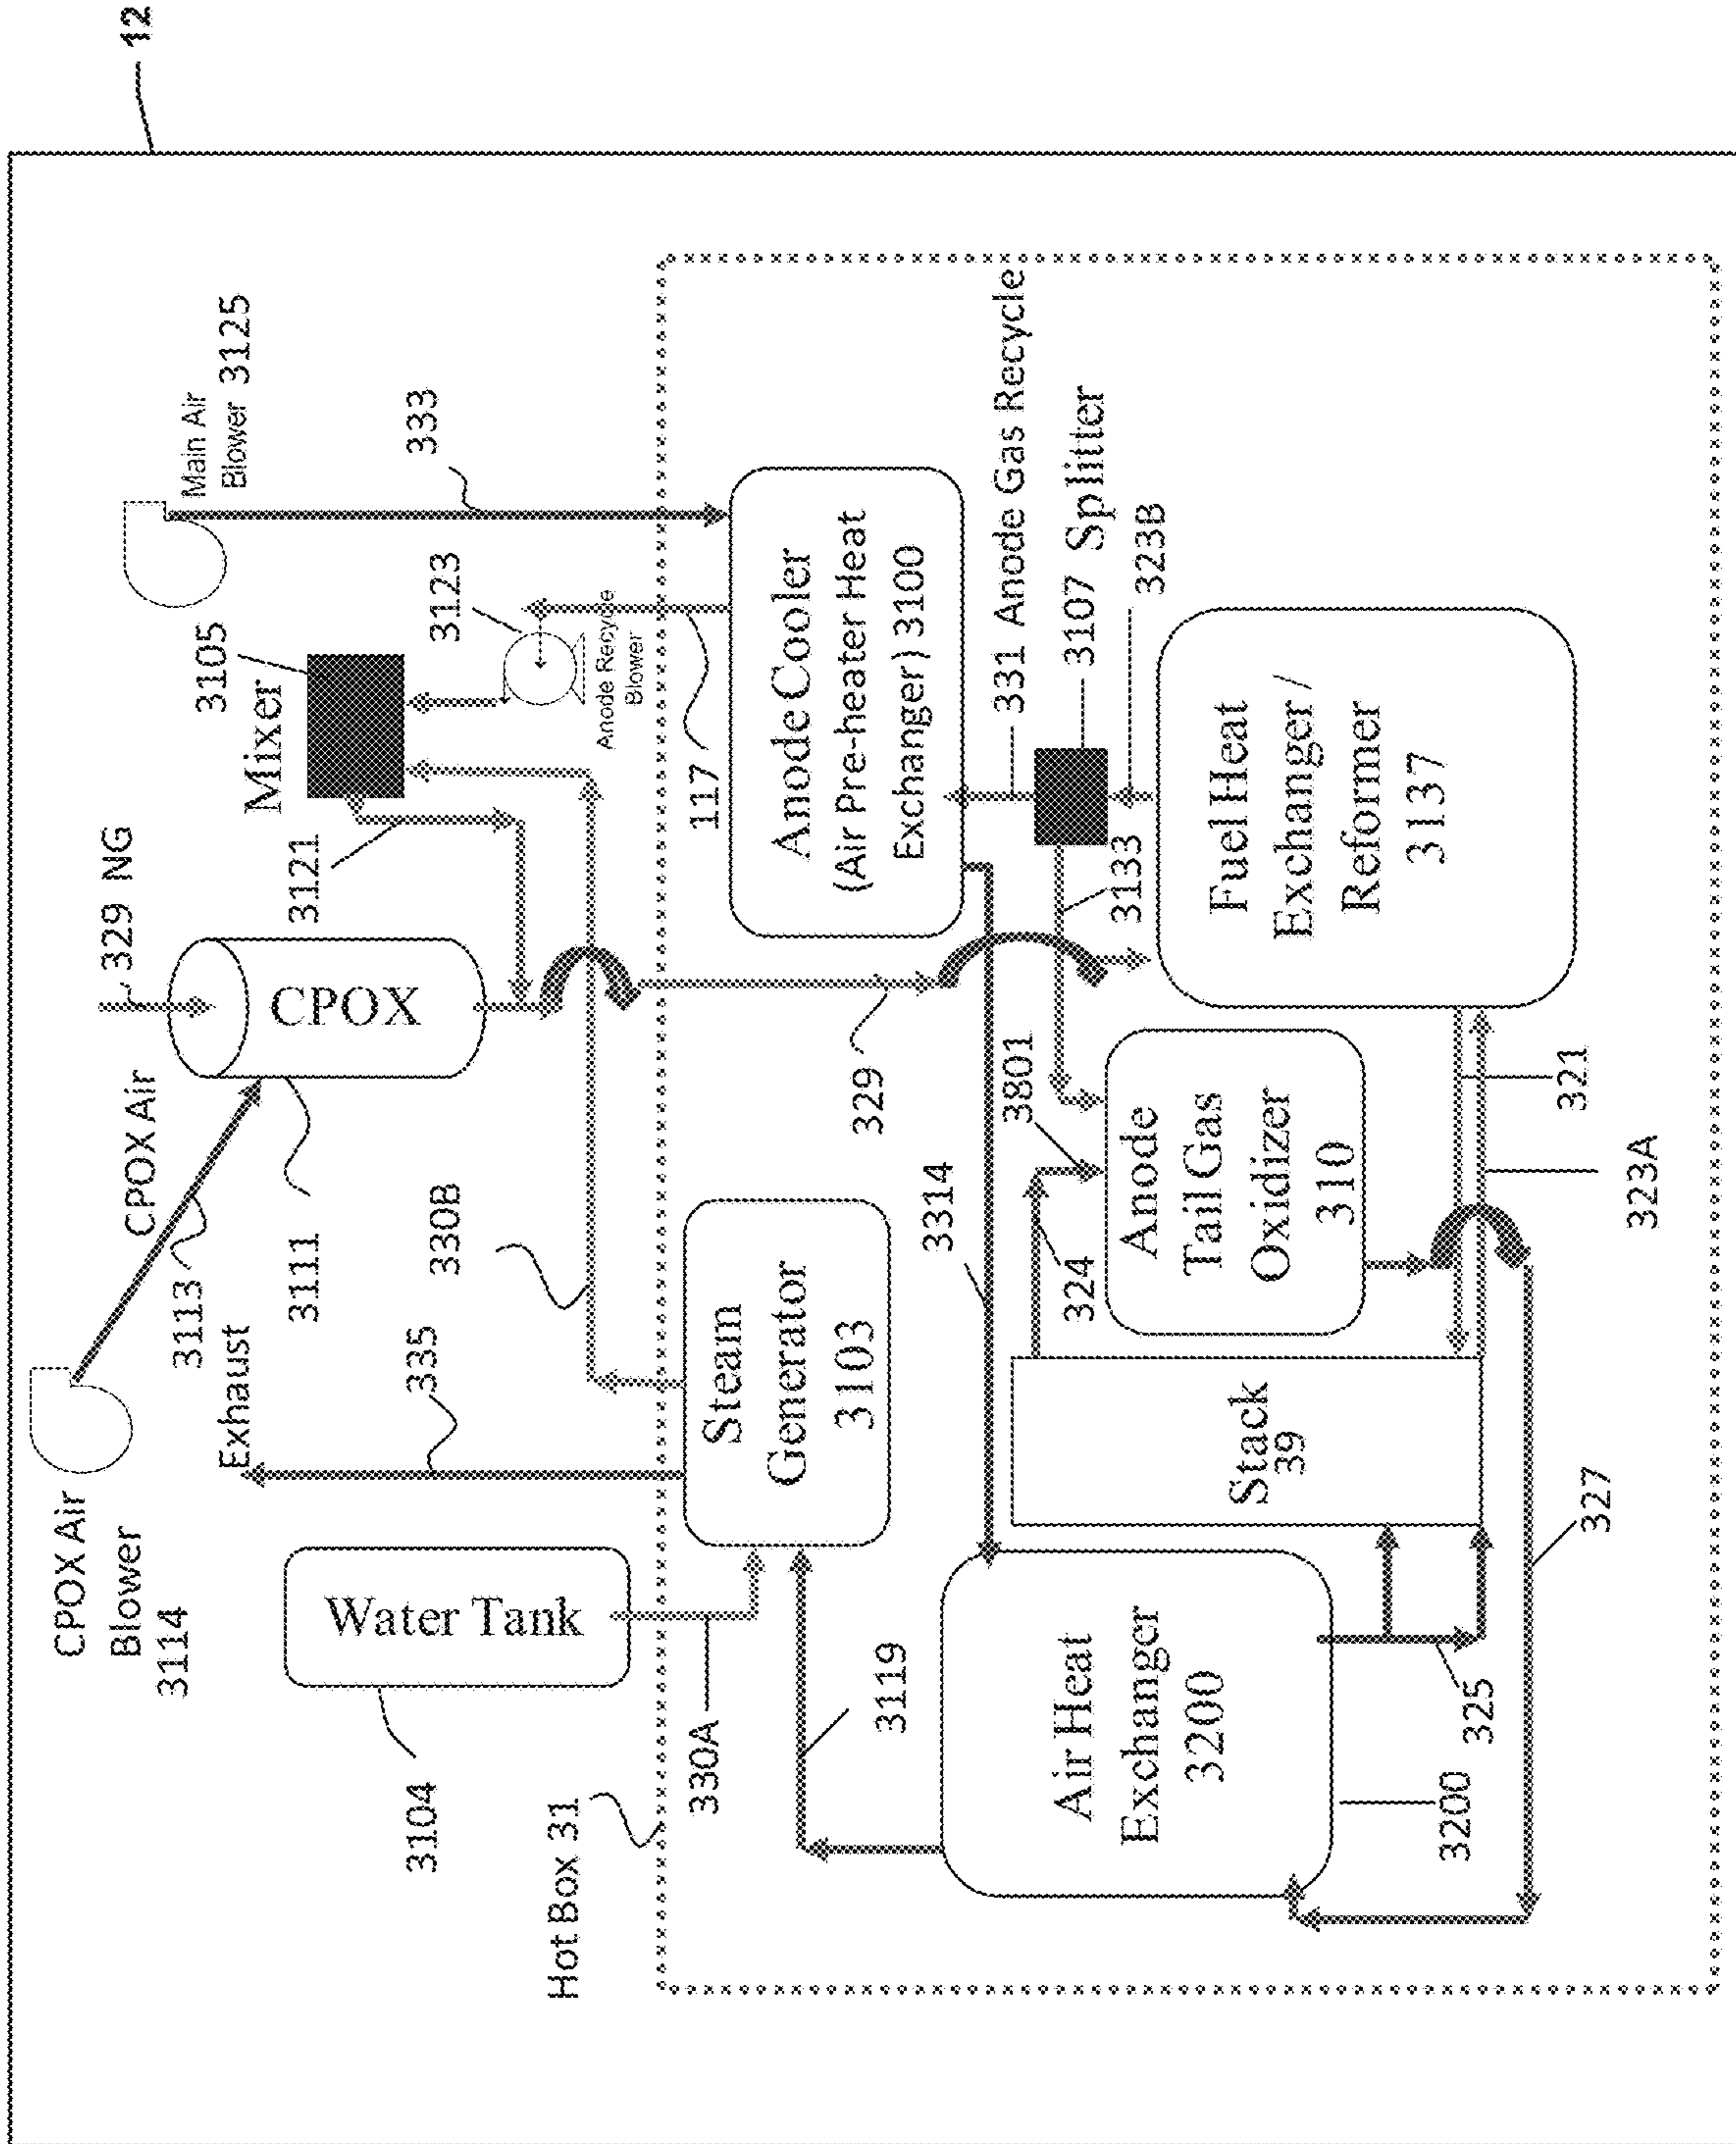 12
CPOX Air
Blower
3114
CPOX Air
3113
3111
329 NG
CPOX
Mixer
3105
3121
Main Air
Blower 3125
333
3123
Anode Recycle
Blower
117
Exhaust
335
330B
Water Tank
3104
330A
Hot Box 31
Steam
Generator
3103
Anode Cooler
(Air Pre-heater Heat
Exchanger) 3100
331 Anode Gas Recycle
3107 Splitter
323B
3133
329
3314
3801
324
3119
Air Heat
Exchanger
3200
3200
325
327
Stack
39
Anode
Tail Gas
Oxidizer
310
Fuel Heat
Exchanger /
Reformer
3137
321
323A